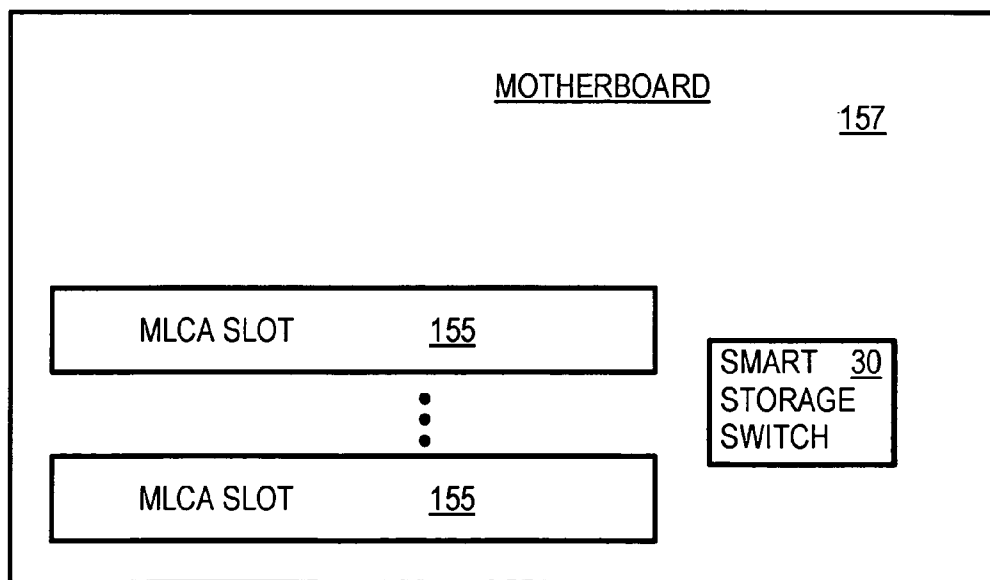 MOTHERBOARD
157
MLCA SLOT 155
SMART 30
STORAGE
SWITCH
MLCA SLOT 155